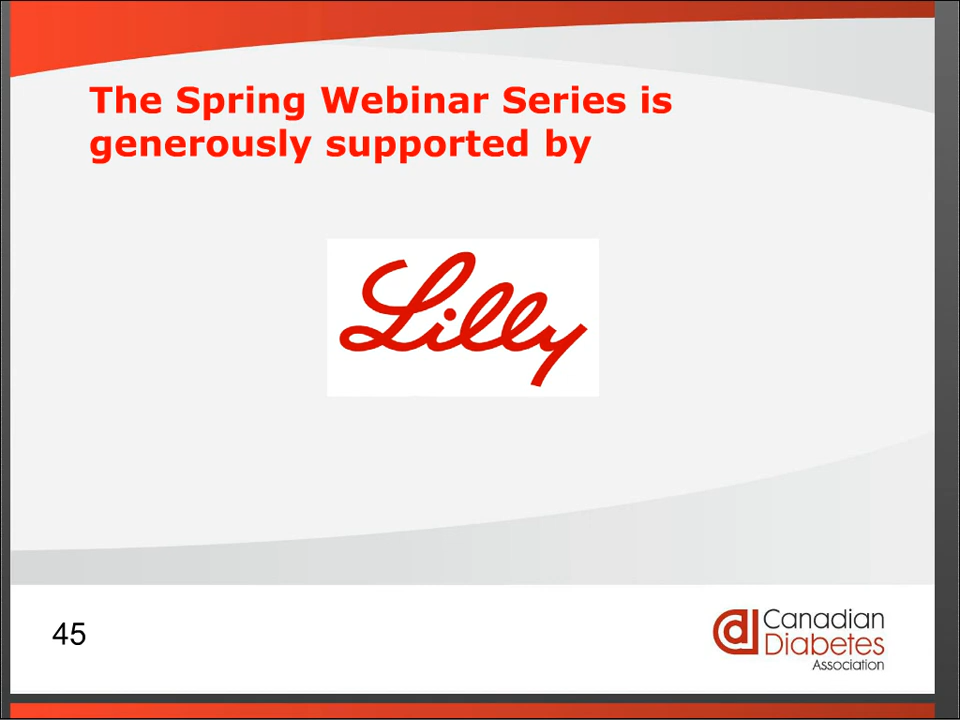 The Spring Webinar Series is
generously supported by
Lilly
45
Canadian
Diabetes
Association